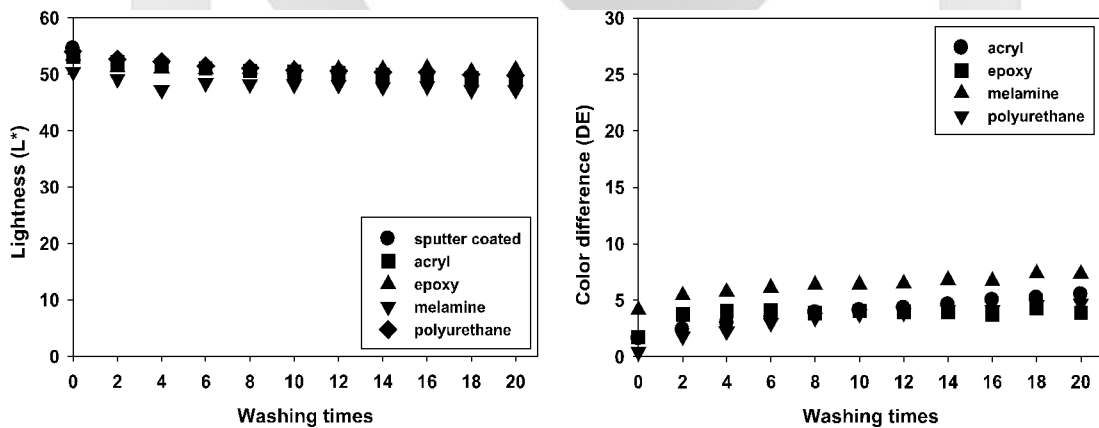 60
50
40
30
20
10
0
Lightness (L*)
sputter coated
acryl
epoxy
melamine
polyurethane
0 2 4 6 8 10 12 14 16 18 20
Washing times
30
25
20
15
10
5
0
Color difference (DE)
acryl
epoxy
melamine
polyurethane
0 2 4 6 8 10 12 14 16 18 20
Washing times